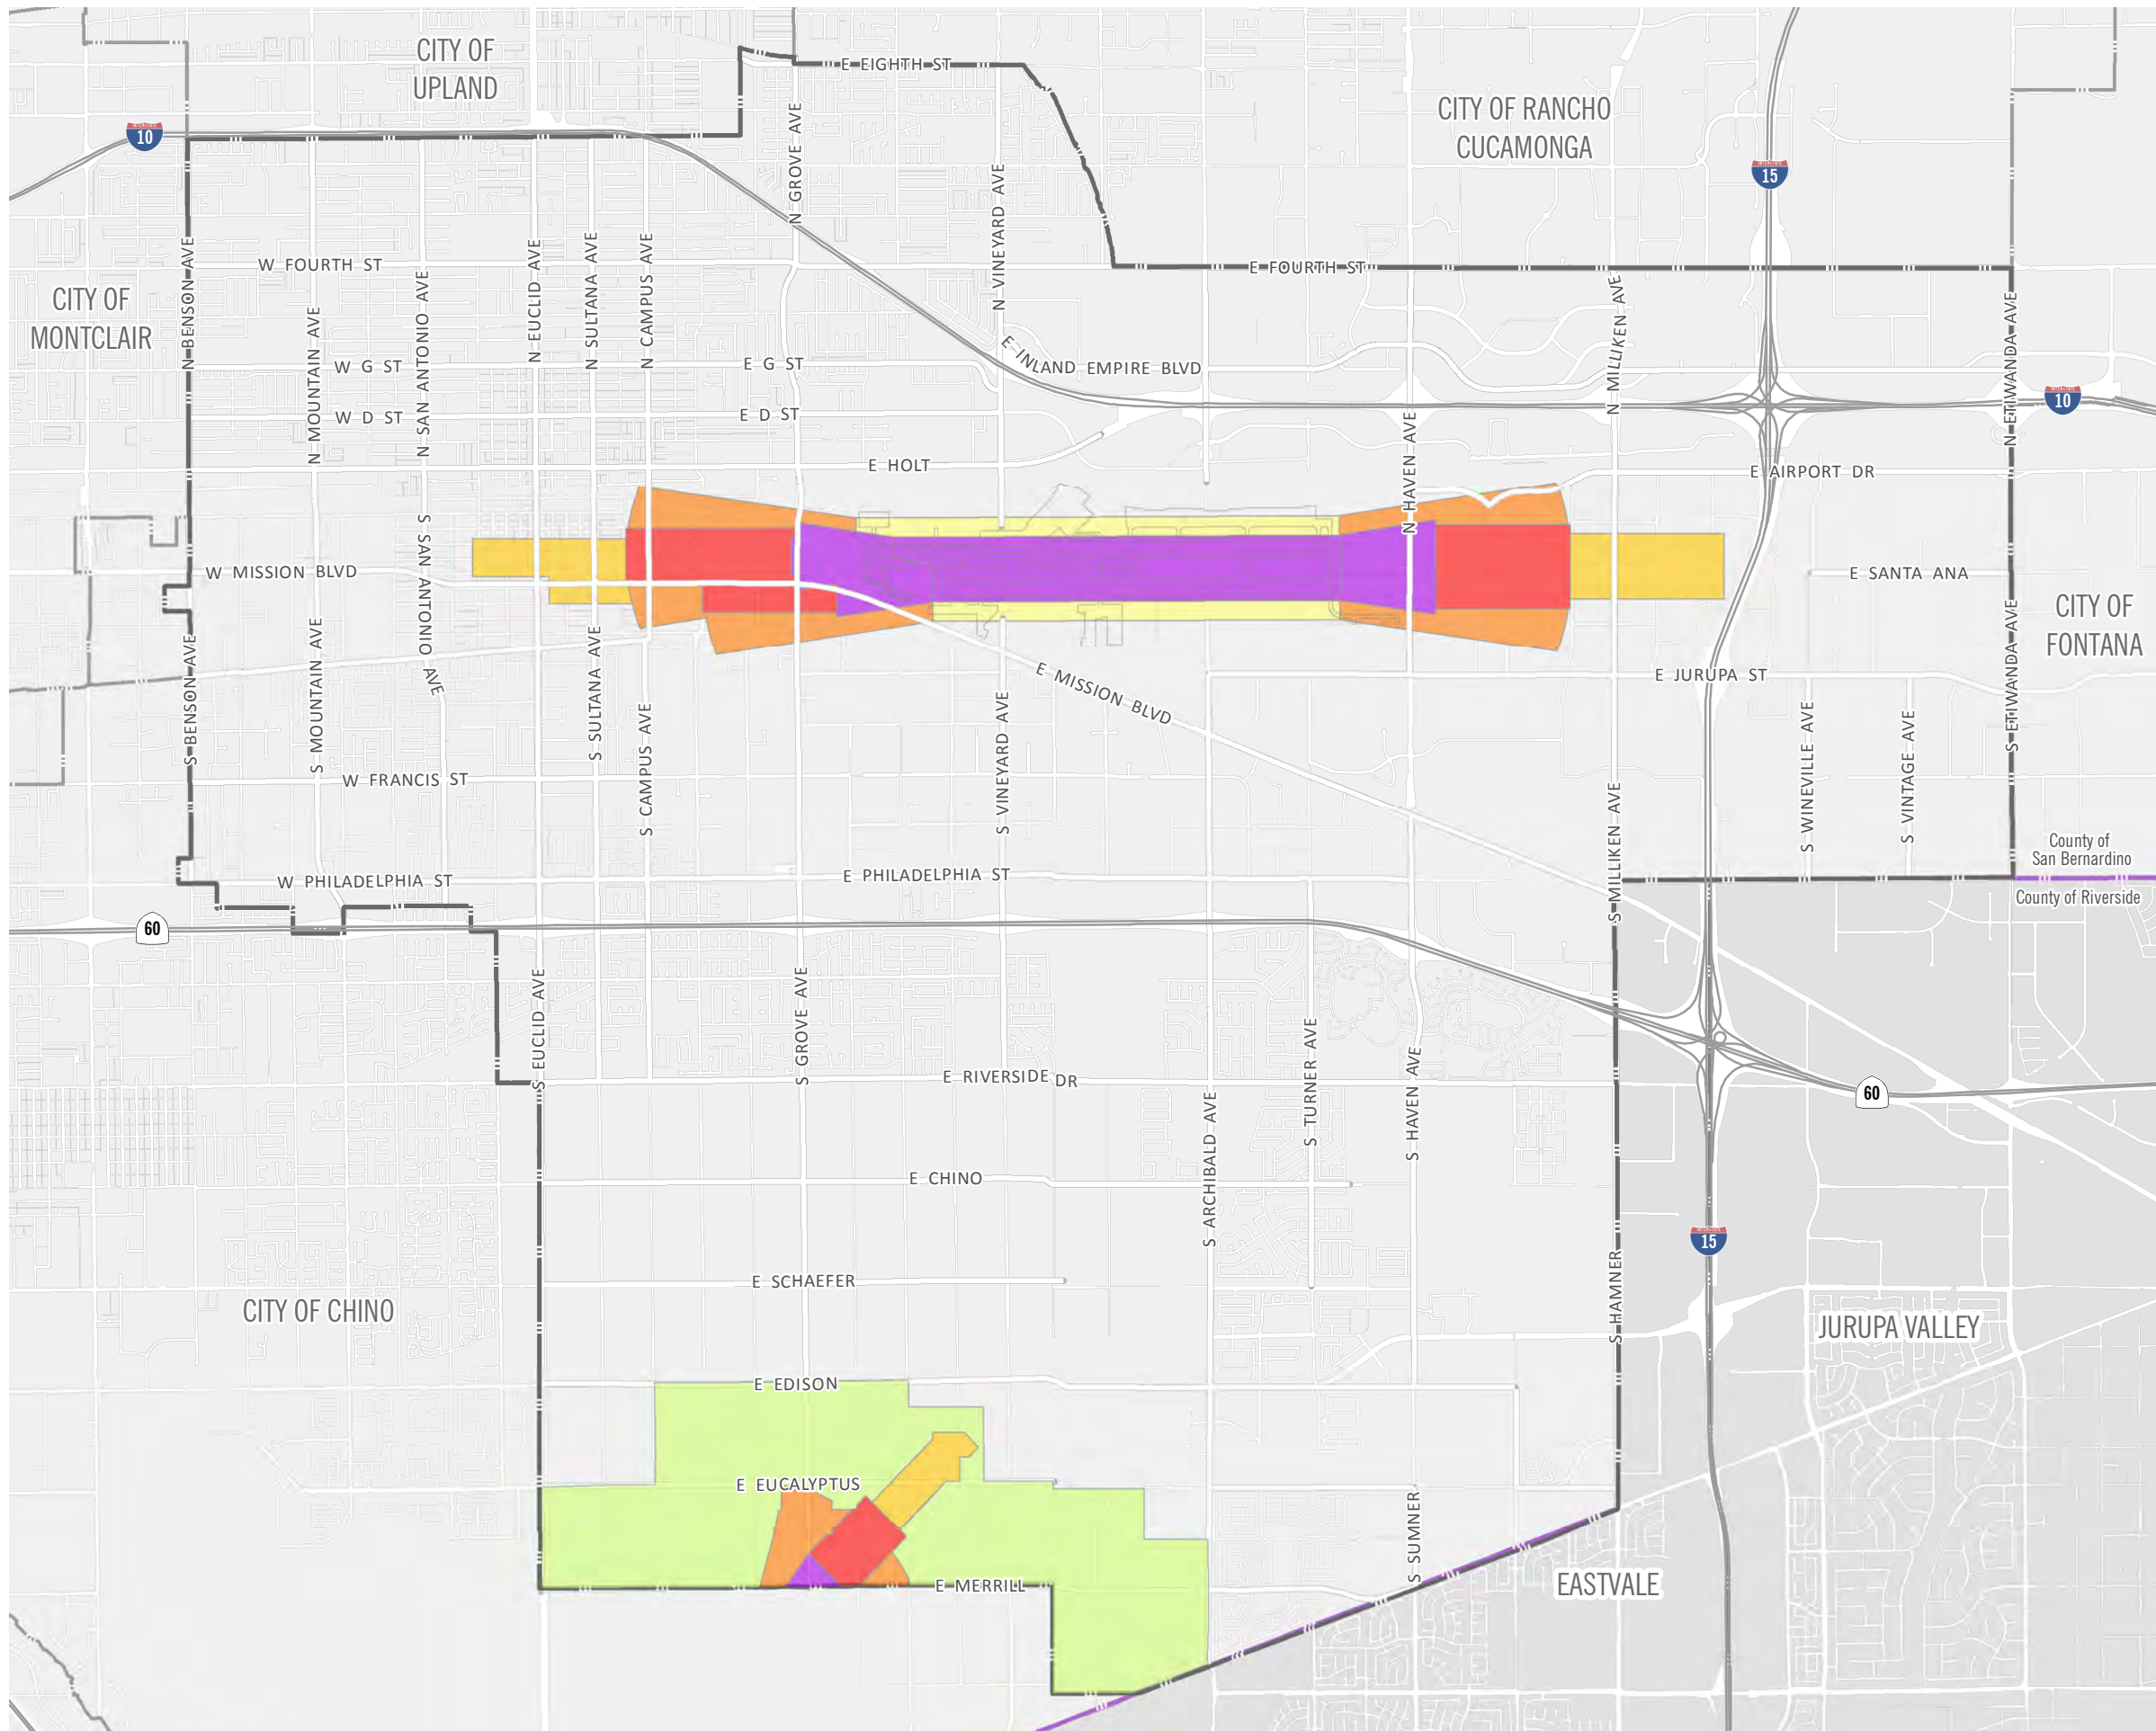 CITY OF
UPLAND
E EIGHTH ST
CITY OF RANCHO
CUCAMONGA
10
15
N GROVE AVE
N VINEYARD AVE
W FOURTH ST
E FOURTH ST
CITY OF
MONTCLAIR
N BENSON AVE
N MOUNTAIN AVE
N SAN ANTONIO AVE
N EUCLID AVE
N SULTANA AVE
N CAMPUS AVE
N MILLIKEN AVE
N ETIWANDA AVE
W G ST
E G ST
E INLAND EMPIRE BLVD
10
W D ST
E D ST
N HAVEN AVE
E HOLT
E AIRPORT DR
W MISSION BLVD
E SANTA ANA
S SAN ANTONIO AVE
CITY OF
FONTANA
S BENSON AVE
S MOUNTAIN AVE
S SULTANA AVE
S CAMPUS AVE
S VINEYARD AVE
E MISSION BLVD
E JURUPA ST
S ETIWANDA AVE
S WINEVILLE AVE
S VINTAGE AVE
W FRANCIS ST
S MILLIKEN AVE
County of
San Bernardino
County of Riverside
W PHILADELPHIA ST
E PHILADELPHIA ST
60
S EUCLID AVE
S GROVE AVE
S TURNER AVE
S HAVEN AVE
E RIVERSIDE DR
60
S ARCHIBALD AVE
E CHINO
15
S HAMNER
E SCHAEFER
CITY OF CHINO
JURUPA VALLEY
E EDISON
E EUCALYPTUS
S SUMNER
E MERRILL
EASTVALE